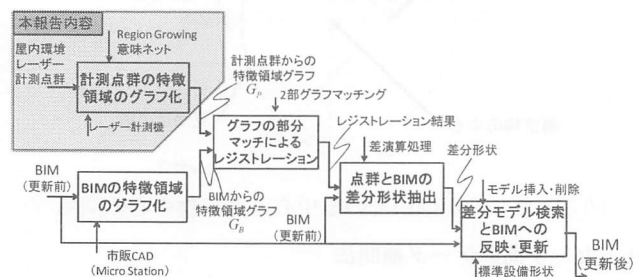 本報告内容
Region Growing
意味ネット
屋内環境
レーザー
計測点群
計測点群の特徴
領域のグラフ化
レーザー計測機
計測点群からの
特徴領域グラフ
G_P
2部グラフマッチング
グラフの部分
マッチによる
レジストレーション
レジストレーション結果
差演算処理
差分形状
BIM
(更新前)
BIMの特徴領域
のグラフ化
市販CAD
(Micro Station)
BIMからの
特徴領域グラフ
G_B
BIM
(更新前)
点群とBIMの
差分形状抽出
モデル挿入・削除
差分モデル検索
とBIMへの
反映・更新
標準設備形状
BIM
(更新後)